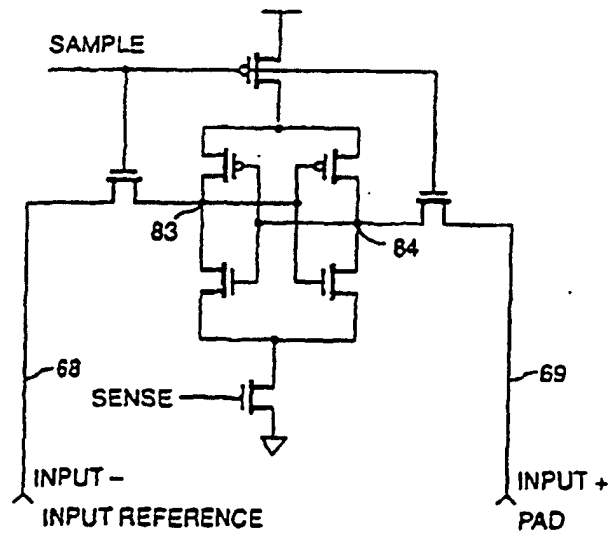 SAMPLE
83
84
68
69
SENSE
INPUT –
INPUT REFERENCE
INPUT +
PAD